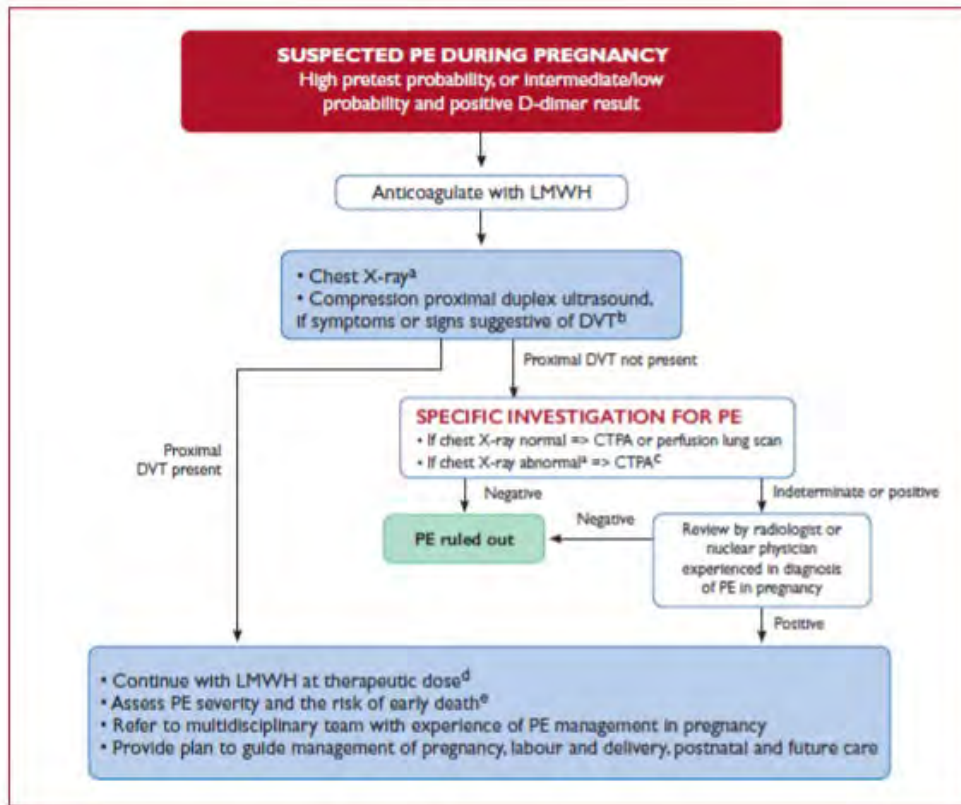 SUSPECTED PE DURING PREGNANCY
High pretest probability, or intermediate/low
probability and positive D-dimer result
Anticoagulate with LMWH
• Chest X-rayᵃ
• Compression proximal duplex ultrasound,
if symptoms or signs suggestive of DVTᵇ
Proximal DVT not present
Proximal
DVT present
SPECIFIC INVESTIGATION FOR PE
• If chest X-ray normal => CTPA or perfusion lung scan
• If chest X-ray abnormalᵃ => CTPAᶜ
Negative
Indeterminate or positive
PE ruled out
Negative
Review by radiologist or
nuclear physician
experienced in diagnosis
of PE in pregnancy
Positive
• Continue with LMWH at therapeutic doseᵈ
• Assess PE severity and the risk of early deathᵉ
• Refer to multidisciplinary team with experience of PE management in pregnancy
• Provide plan to guide management of pregnancy, labour and delivery, postnatal and future care